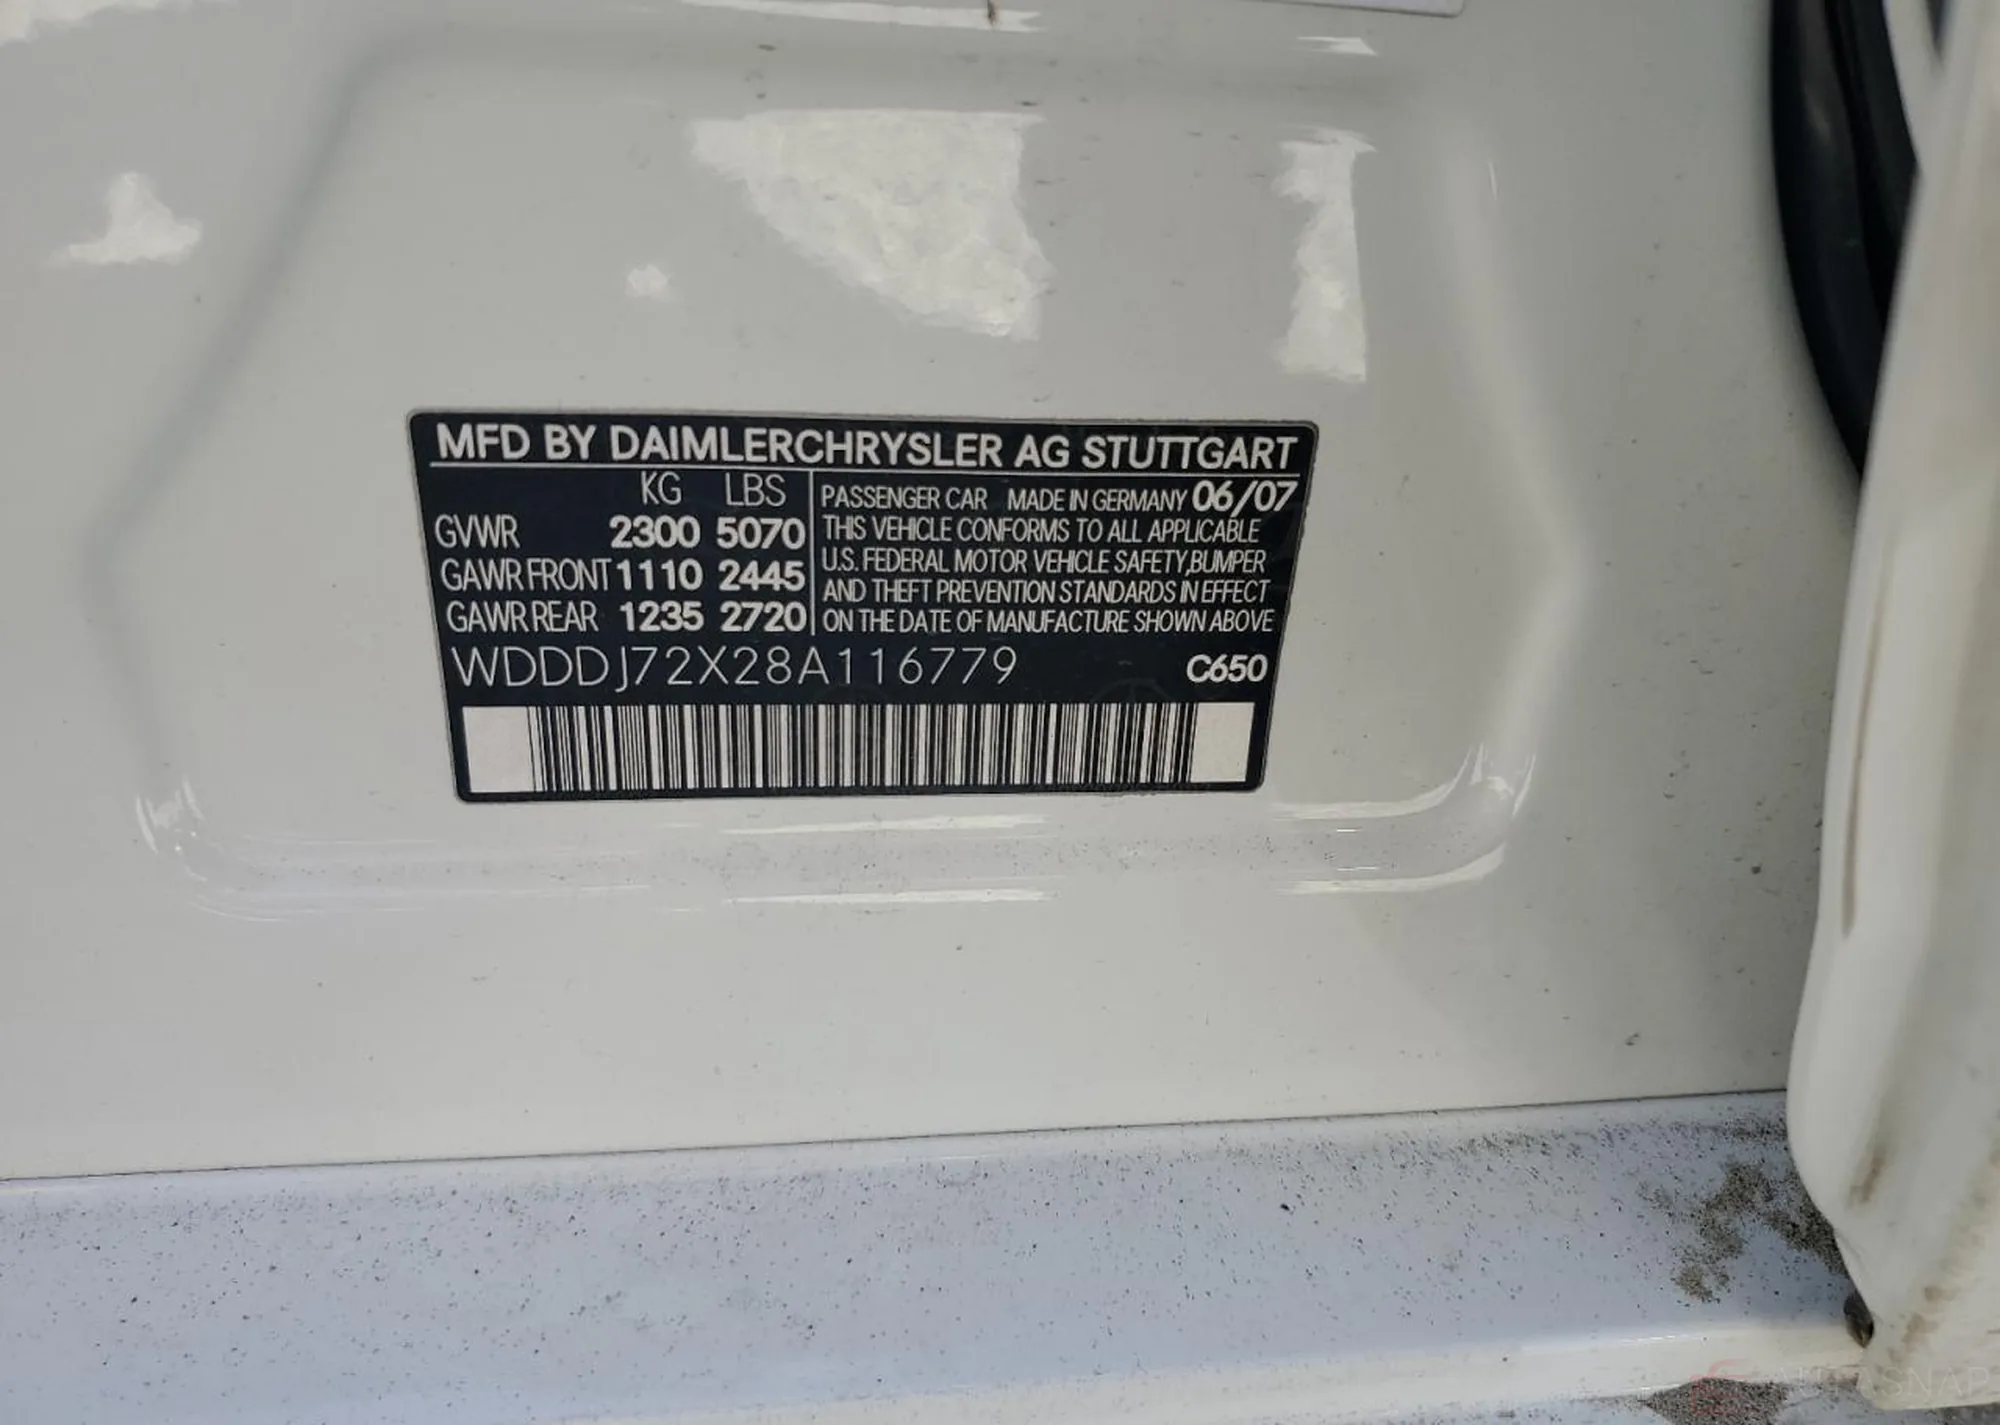 MFD BY DAIMLERCHRYSLER AG STUTTGART
KG LBS
GVWR 2300 5070
GAWR FRONT 1110 2445
GAWR REAR 1235 2720
PASSENGER CAR MADE IN GERMANY 06/07
THIS VEHICLE CONFORMS TO ALL APPLICABLE
U.S. FEDERAL MOTOR VEHICLE SAFETY,BUMPER
AND THEFT PREVENTION STANDARDS IN EFFECT
ON THE DATE OF MANUFACTURE SHOWN ABOVE
WDDDJ72X28A116779 C650
AUTASNAP